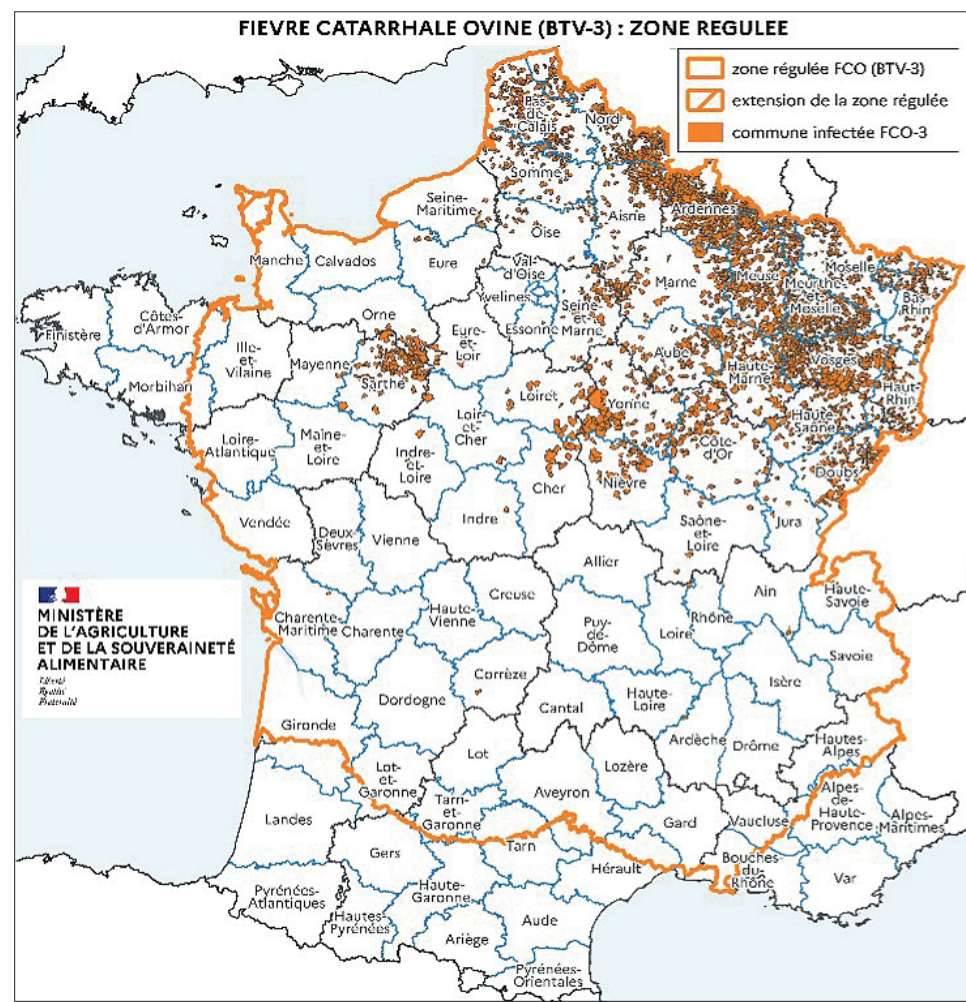 FIEVRE CATARRHALE OVINE (BTV-3) : ZONE REGULEE
zone régulée FCO (BTV-3)
extension de la zone régulée
commune infectée FCO-3
Pas-
de-
Calais
Nord
Somme
Seine-
Maritime
Oise
Aisne
Ardennes
Manche
Calvados
Eure
Val-
d'Oise
Yvelines
Essonne
Seine-
et-
Marne
Marne
Meuse
Meurthe-
et-
Moselle
Moselle
Bas-
Rhin
Finistère
Côtes-
d'Armor
Morbihan
Ille-
et-
Vilaine
Mayenne
Orne
Sarthe
Eure-
et-
Loir
Loiret
Aube
Haute-
Marne
Vosges
Haut-
Rhin
Yonne
Côte-
d'Or
Haute-
Saône
Doubs
Loire-
Atlantique
Maine-
et-
Loire
Indre-
et-
Loire
Loir-
et-
Cher
Cher
Nièvre
Vendée
Deux-
Sèvres
Vienne
Indre
Saône-
et-
Loire
Jura
Allier
Ain
Haute-
Savoie
Charente-
Maritime
Charente
Haute-
Vienne
Creuse
Puy-
de-
Dôme
Loire
Rhône
Savoie
Isère
Corrèze
Dordogne
Cantal
Haute-
Loire
Gironde
Ardèche
Drôme
Hautes-
Alpes
Lot-
et-
Garonne
Lot
Aveyron
Lozère
Tarn-
et-
Garonne
Landes
Gers
Tarn
Gard
Vaucluse
Alpes-
de-
Haute-
Provence
Alpes-
Maritimes
Hérault
Bouches-
du-
Rhône
Var
Pyrénées-
Atlantiques
Hautes-
Pyrénées
Haute-
Garonne
Ariège
Aude
Pyrénées-
Orientales
MINISTÈRE
DE L'AGRICULTURE
ET DE LA SOUVERAINETÉ
ALIMENTAIRE
Liberté
Égalité
Fraternité